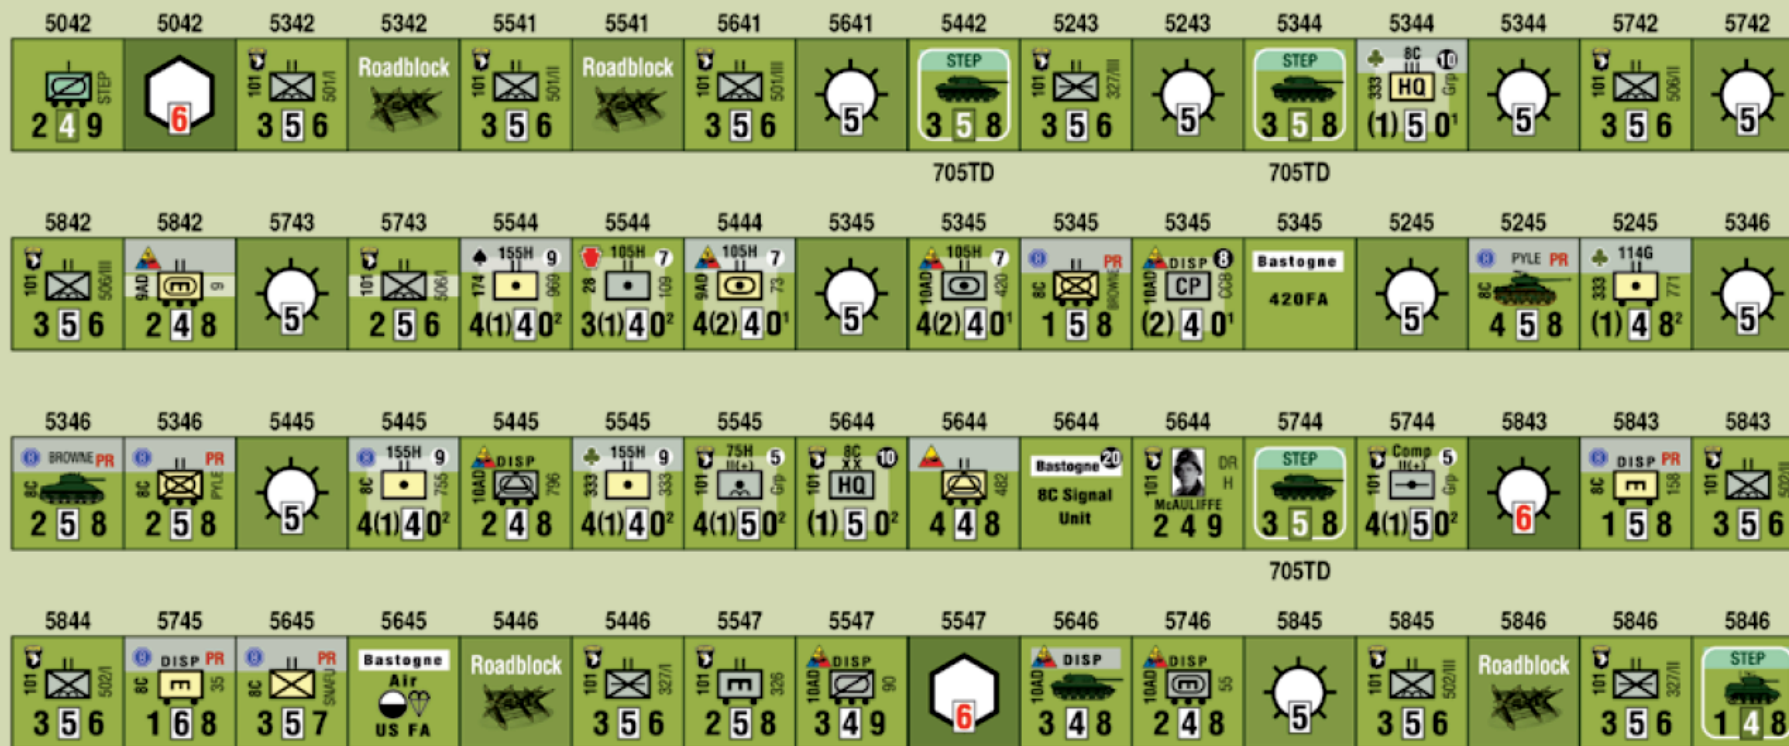 5042 5042 5342 5342 5541 5541 5641 5641 5442 5243 5243 5344 5344 5344 5742 5742
STEP 2 4 9
6
101 501/I 3 5 6
Roadblock
101 501/II 3 5 6
Roadblock
101 501/III 3 5 6
5
STEP 3 5 8
101 327/III 3 5 6
5
STEP 3 5 8
8C 10 333 HQ Grp (1) 5 0¹
5
101 506/II 3 5 6
5
705TD 705TD
5842 5842 5743 5743 5544 5544 5444 5345 5345 5345 5345 5345 5245 5245 5245 5346
101 506/III 3 5 6
9AD E 9 2 4 8
5
101 506/I 2 5 6
155H 9 174 969 4(1) 4 0²
105H 7 28 109 3(1) 4 0²
105H 7 9AD 73 4(2) 4 0¹
5
105H 7 10AD 420 4(2) 4 0¹
PR 8C BROWNE 1 5 8
DISP 8 10AD CP CCB (2) 4 0¹
Bastogne 420FA
5
PYLE PR 8C 4 5 8
114G 333 771 (1) 4 8²
5
5346 5346 5445 5445 5445 5545 5545 5644 5644 5644 5644 5744 5744 5843 5843 5843
BROWNE PR 8C 2 5 8
PR 8C PYLE 2 5 8
5
155H 9 8C 755 4(1) 4 0²
DISP 10AD 796 2 4 8
155H 9 333 333 4(1) 4 0²
75H II(+) 5 101 Grp 4(1) 5 0²
8C XX 10 101 HQ (1) 5 0²
482 4 4 8
Bastogne 20 8C Signal Unit
101 DR H McAULIFFE 2 4 9
STEP 3 5 8
Comp II(+) 5 101 Grp 4(1) 5 0²
6
DISP PR 8C E 158 1 5 8
101 502/II 3 5 6
705TD
5844 5745 5645 5645 5446 5446 5547 5547 5547 5646 5746 5845 5845 5846 5846 5846
101 502/I 3 5 6
DISP PR 8C E 35 1 6 8
PR 8C SNAFU 3 5 7
Bastogne Air US FA
Roadblock
101 327/I 3 5 6
101 E 326 2 5 8
DISP 10AD 90 3 4 9
6
DISP 10AD 3 4 8
DISP 10AD E 55 2 4 8
5
101 502/III 3 5 6
Roadblock
101 327/II 3 5 6
STEP 1 4 8